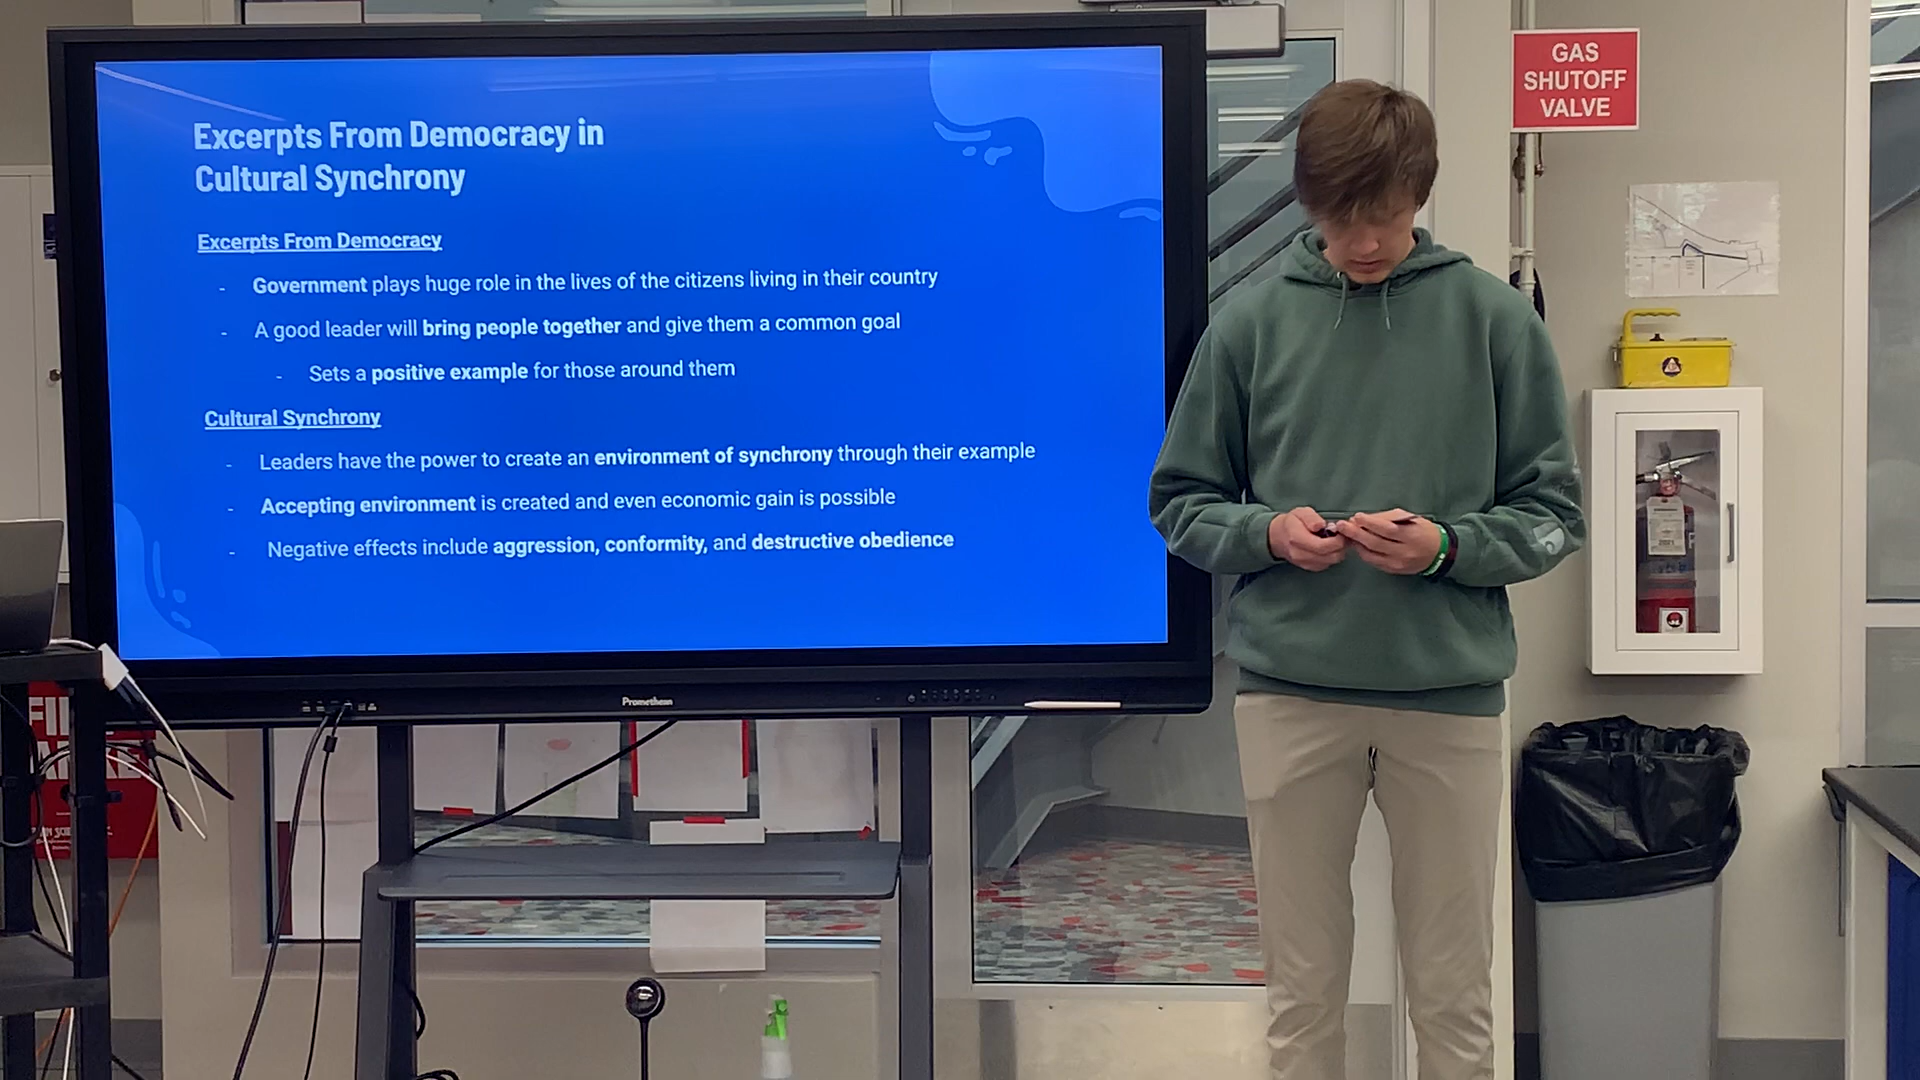 Excerpts From Democracy in
Cultural Synchrony
Excerpts From Democracy
- Government plays huge role in the lives of the citizens living in their country
- A good leader will bring people together and give them a common goal
- Sets a positive example for those around them
Cultural Synchrony
- Leaders have the power to create an environment of synchrony through their example
- Accepting environment is created and even economic gain is possible
- Negative effects include aggression, conformity, and destructive obedience
Promethean
GAS
SHUTOFF
VALVE